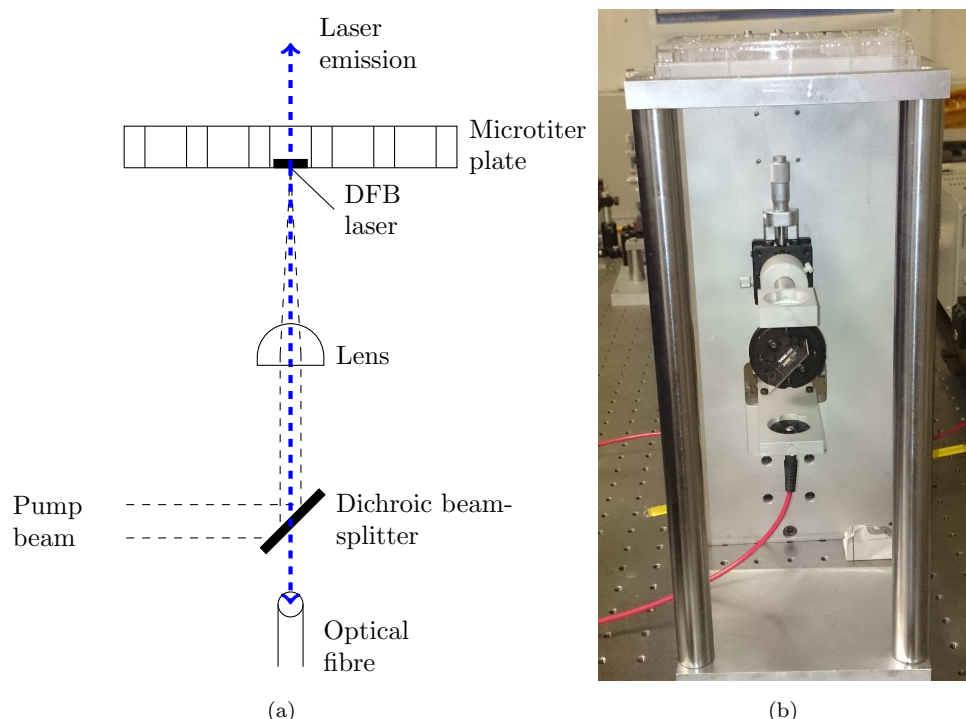 Laser
emission
Microtiter
plate
DFB
laser
Lens
Pump
beam
Dichroic beam-
splitter
Optical
fibre
(a)
(b)